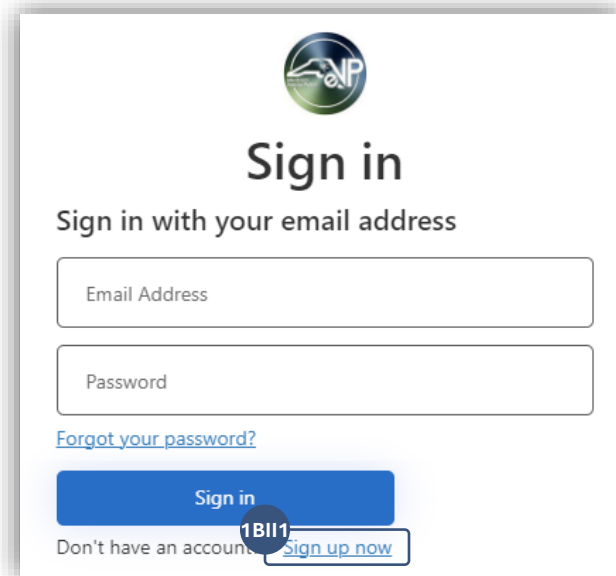 eVP
Sign in
Sign in with your email address
Email Address
Password
Forgot your password?
Sign in
1BII1
Don't have an account Sign up now